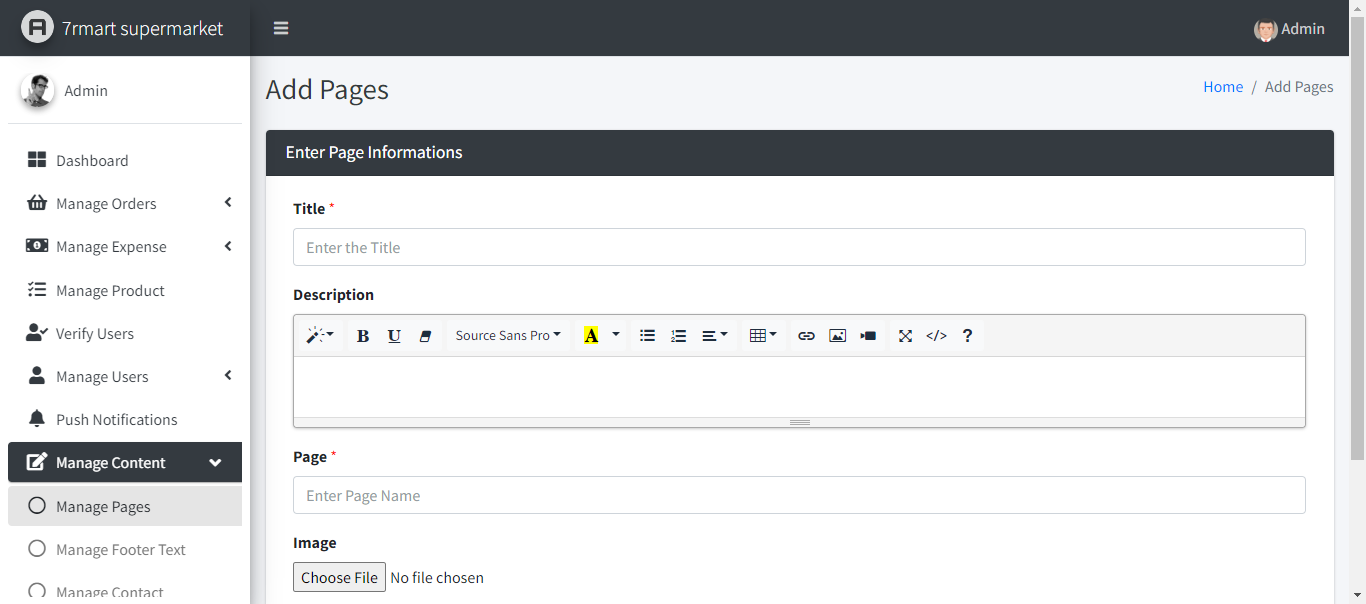 7rmart supermarket
Admin
Admin
Dashboard
Manage Orders
Manage Expense
Manage Product
Verify Users
Manage Users
Push Notifications
Manage Content
Manage Pages
Manage Footer Text
Manage Contact
Add Pages
Home / Add Pages
Enter Page Informations
Title *
Enter the Title
Description
B U Source Sans Pro A </> ?
Page *
Enter Page Name
Image
Choose File No file chosen